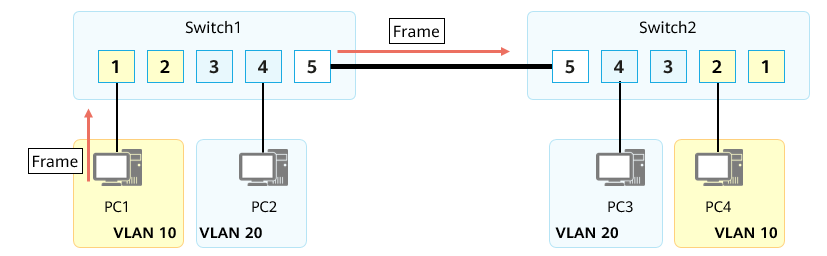 Switch1
1 2 3 4 5
Frame
Switch2
5 4 3 2 1
Frame
PC1
VLAN 10
PC2
VLAN 20
PC3
VLAN 20
PC4
VLAN 10